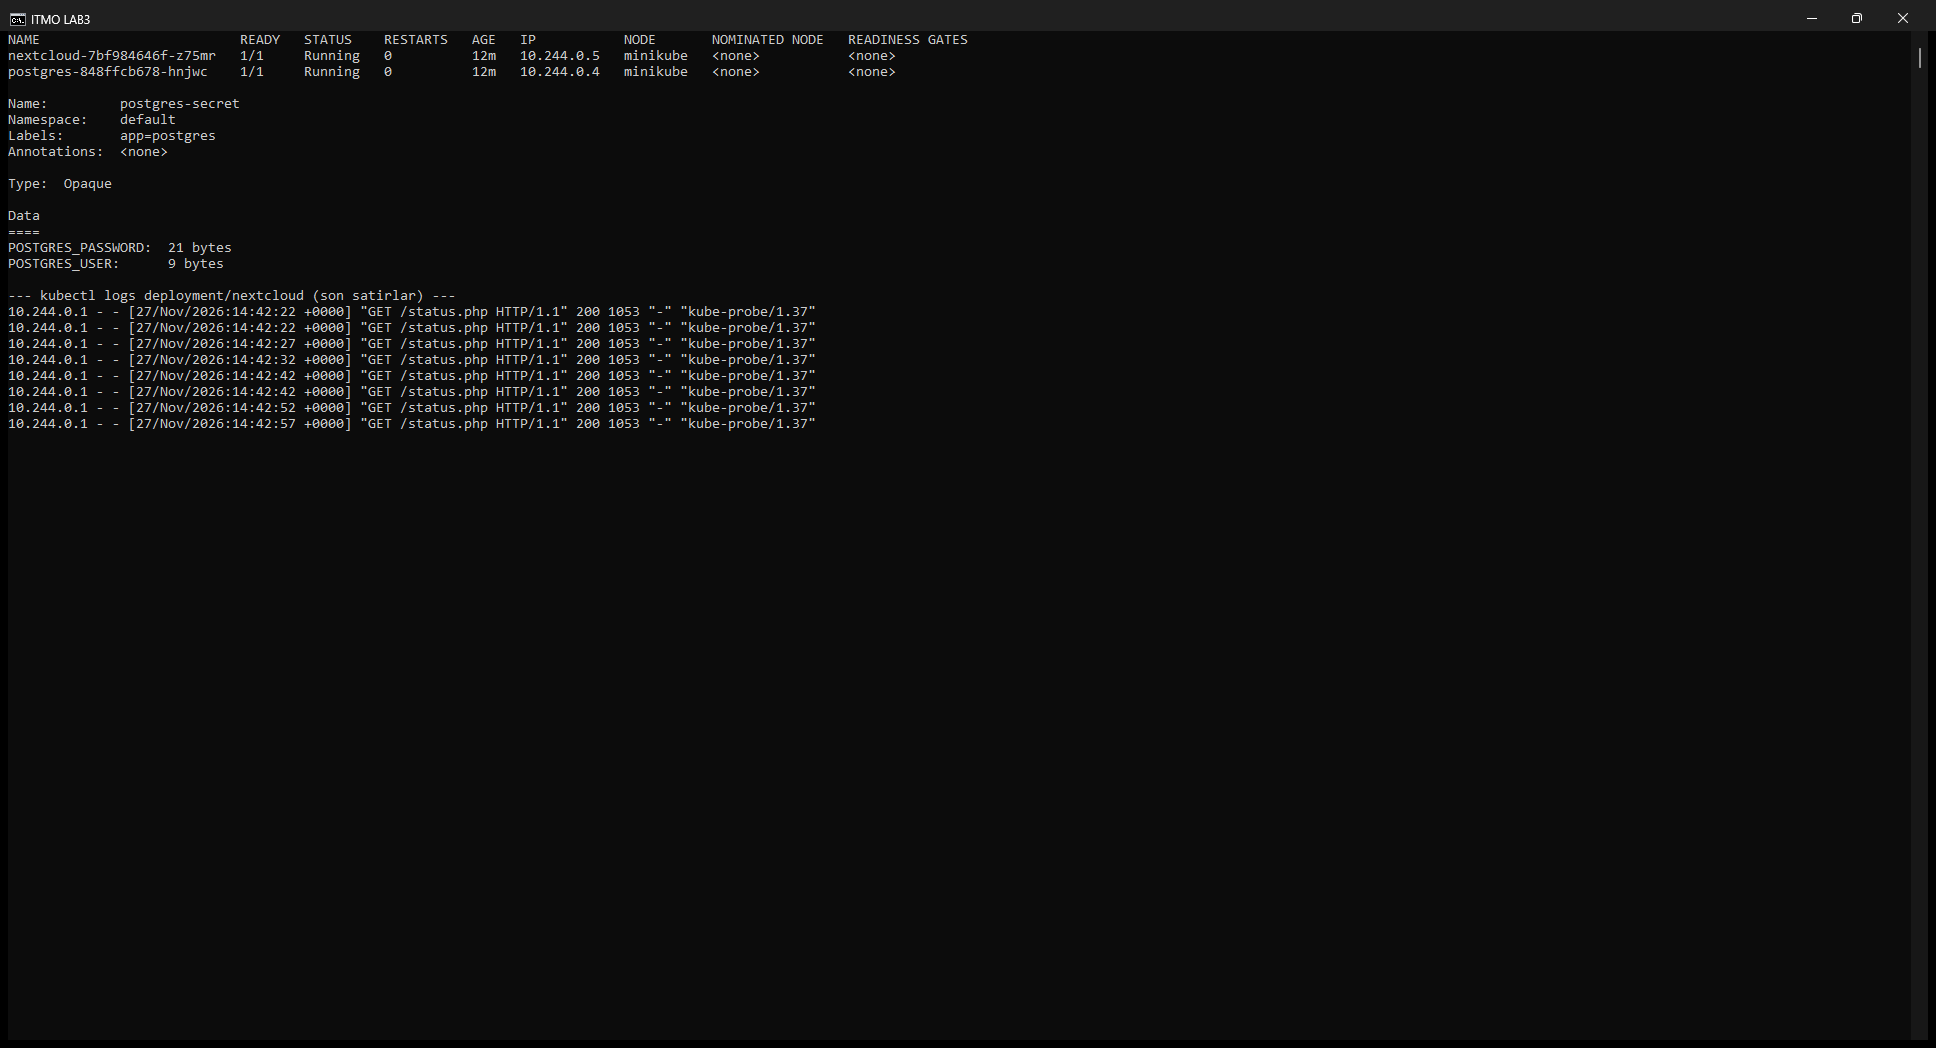 ITMO LAB3
NAME READY STATUS RESTARTS AGE IP NODE NOMINATED NODE READINESS GATES
nextcloud-7bf984646f-z75mr 1/1 Running 0 12m 10.244.0.5 minikube <none> <none>
postgres-848ffcb678-hnjwc 1/1 Running 0 12m 10.244.0.4 minikube <none> <none>
Name: postgres-secret
Namespace: default
Labels: app=postgres
Annotations: <none>
Type: Opaque
Data
====
POSTGRES_PASSWORD: 21 bytes
POSTGRES_USER: 9 bytes
--- kubectl logs deployment/nextcloud (son satirlar) ---
10.244.0.1 - - [27/Nov/2026:14:42:22 +0000] "GET /status.php HTTP/1.1" 200 1053 "-" "kube-probe/1.37"
10.244.0.1 - - [27/Nov/2026:14:42:22 +0000] "GET /status.php HTTP/1.1" 200 1053 "-" "kube-probe/1.37"
10.244.0.1 - - [27/Nov/2026:14:42:27 +0000] "GET /status.php HTTP/1.1" 200 1053 "-" "kube-probe/1.37"
10.244.0.1 - - [27/Nov/2026:14:42:32 +0000] "GET /status.php HTTP/1.1" 200 1053 "-" "kube-probe/1.37"
10.244.0.1 - - [27/Nov/2026:14:42:42 +0000] "GET /status.php HTTP/1.1" 200 1053 "-" "kube-probe/1.37"
10.244.0.1 - - [27/Nov/2026:14:42:42 +0000] "GET /status.php HTTP/1.1" 200 1053 "-" "kube-probe/1.37"
10.244.0.1 - - [27/Nov/2026:14:42:52 +0000] "GET /status.php HTTP/1.1" 200 1053 "-" "kube-probe/1.37"
10.244.0.1 - - [27/Nov/2026:14:42:57 +0000] "GET /status.php HTTP/1.1" 200 1053 "-" "kube-probe/1.37"